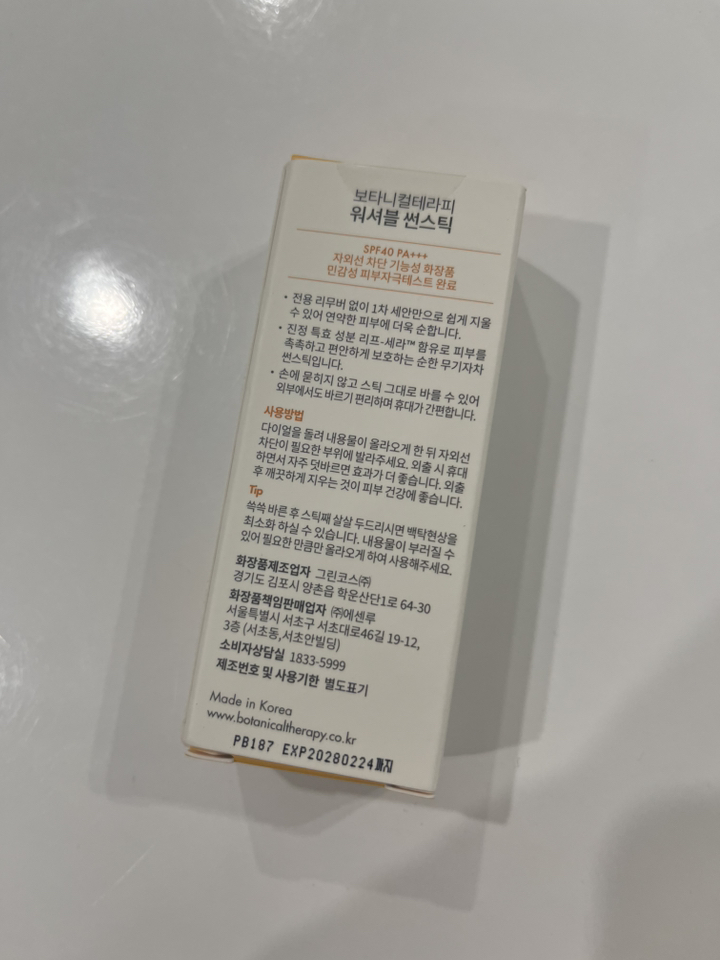 보타니컬테라피
워셔블 썬스틱
SPF40 PA+++
자외선 차단 기능성 화장품
민감성 피부자극테스트 완료
• 전용 리무버 없이 1차 세안만으로 쉽게 지울
수 있어 연약한 피부에 더욱 순합니다.
• 진정 특효 성분 리프-세라™ 함유로 피부를
촉촉하고 편안하게 보호하는 순한 무기자차
썬스틱입니다.
• 손에 묻히지 않고 스틱 그대로 바를 수 있어
외부에서도 바르기 편리하며 휴대가 간편합니다.
사용방법
다이얼을 돌려 내용물이 올라오게 한 뒤 자외선
차단이 필요한 부위에 발라주세요. 외출 시 휴대
하면서 자주 덧바르면 효과가 더 좋습니다. 외출
후 깨끗하게 지우는 것이 피부 건강에 좋습니다.
Tip
쓱쓱 바른 후 스틱째 살살 두드리시면 백탁현상을
최소화 하실 수 있습니다. 내용물이 부러질 수
있어 필요한 만큼만 올라오게 하여 사용해주세요.
화장품제조업자 그린코스㈜
경기도 김포시 양촌읍 학운산단1로 64-30
화장품책임판매업자 ㈜에센루
서울특별시 서초구 서초대로46길 19-12,
3층 (서초동,서초안빌딩)
소비자상담실 1833-5999
제조번호 및 사용기한 별도표기
Made in Korea
www.botanicaltherapy.co.kr
PB187 EXP20280224까지